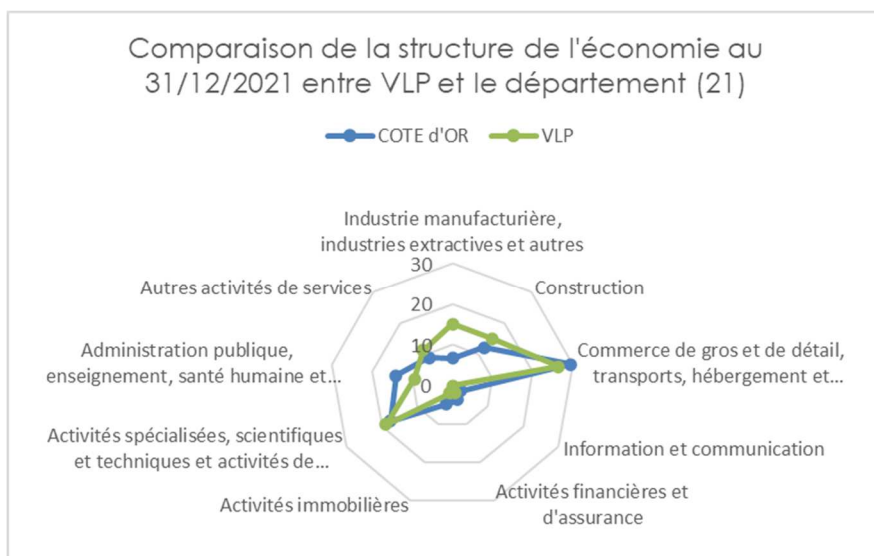 Comparaison de la structure de l'économie au
31/12/2021 entre VLP et le département (21)
COTE d'OR
VLP
Industrie manufacturière,
industries extractives et autres
Construction
Commerce de gros et de détail,
transports, hébergement et...
Information et communication
Activités financières et
d'assurance
Activités immobilières
Activités spécialisées, scientifiques
et techniques et activités de...
Administration publique,
enseignement, santé humaine et...
Autres activités de services
30
20
10
0